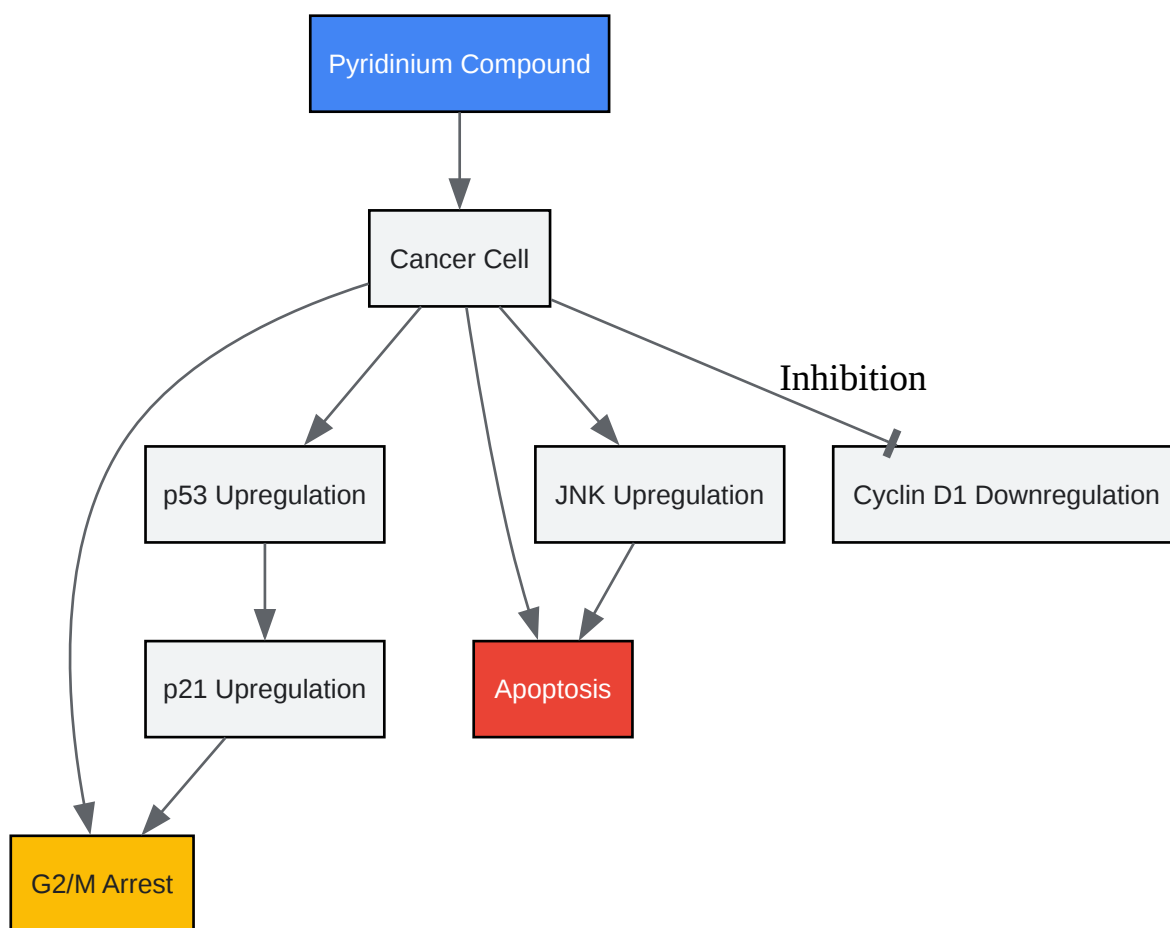 Pyridinium Compound
Cancer Cell
Inhibition
p53 Upregulation
JNK Upregulation
Cyclin D1 Downregulation
p21 Upregulation
Apoptosis
G2/M Arrest